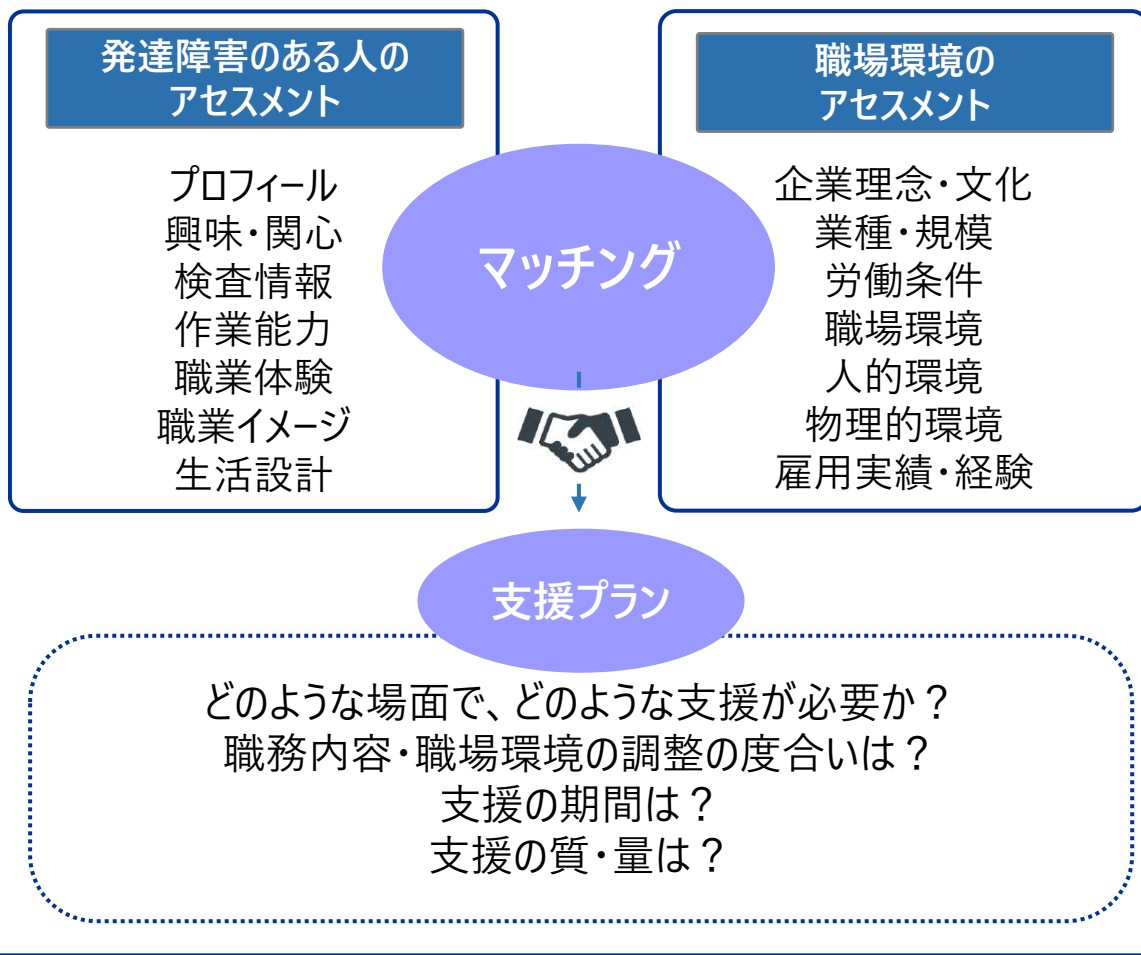 発達障害のある人の
アセスメント
プロフィール
興味・関心
検査情報
作業能力
職業体験
職業イメージ
生活設計
マッチング
職場環境の
アセスメント
企業理念・文化
業種・規模
労働条件
職場環境
人的環境
物理的環境
雇用実績・経験
支援プラン
どのような場面で、どのような支援が必要か？
職務内容・職場環境の調整の度合いは？
支援の期間は？
支援の質・量は？